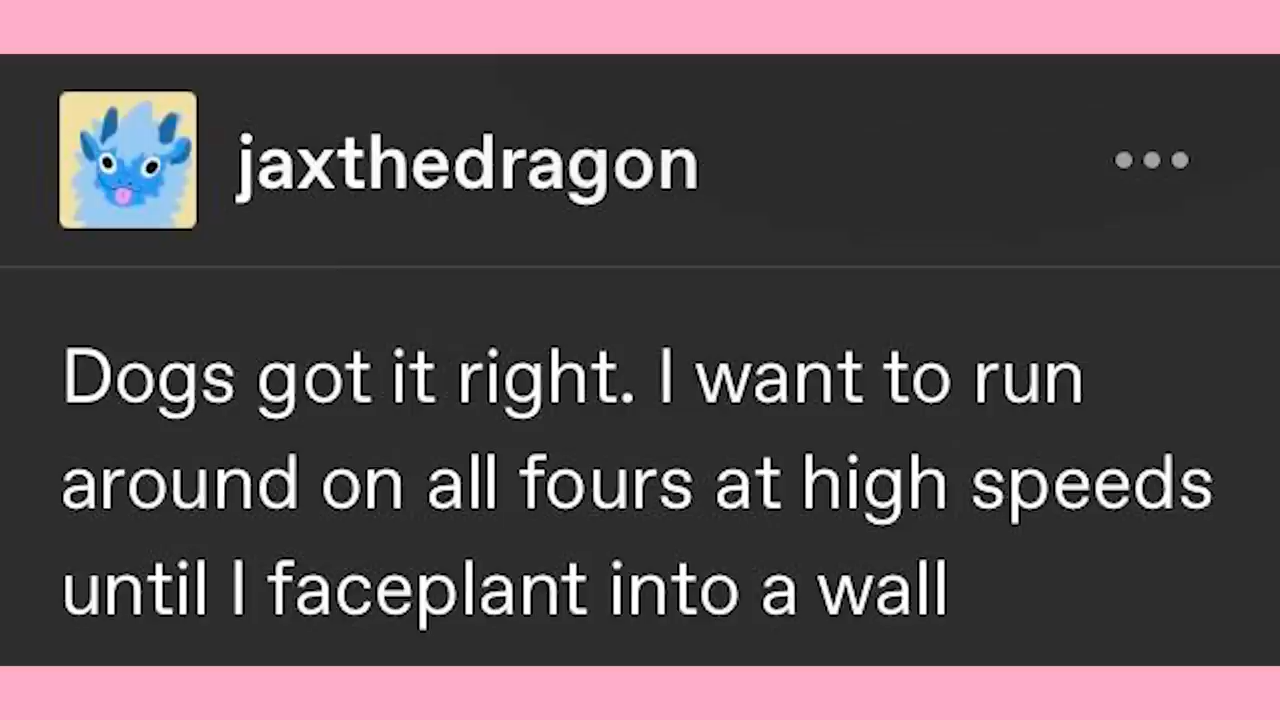 jaxthedragon
Dogs got it right. I want to run
around on all fours at high speeds
until I faceplant into a wall